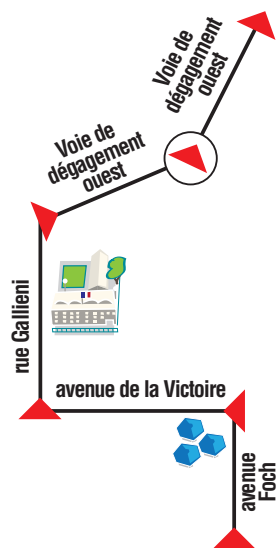 Voie de
dégagement
ouest
Voie de
dégagement
ouest
rue Gallieni
avenue de la Victoire
avenue
Foch